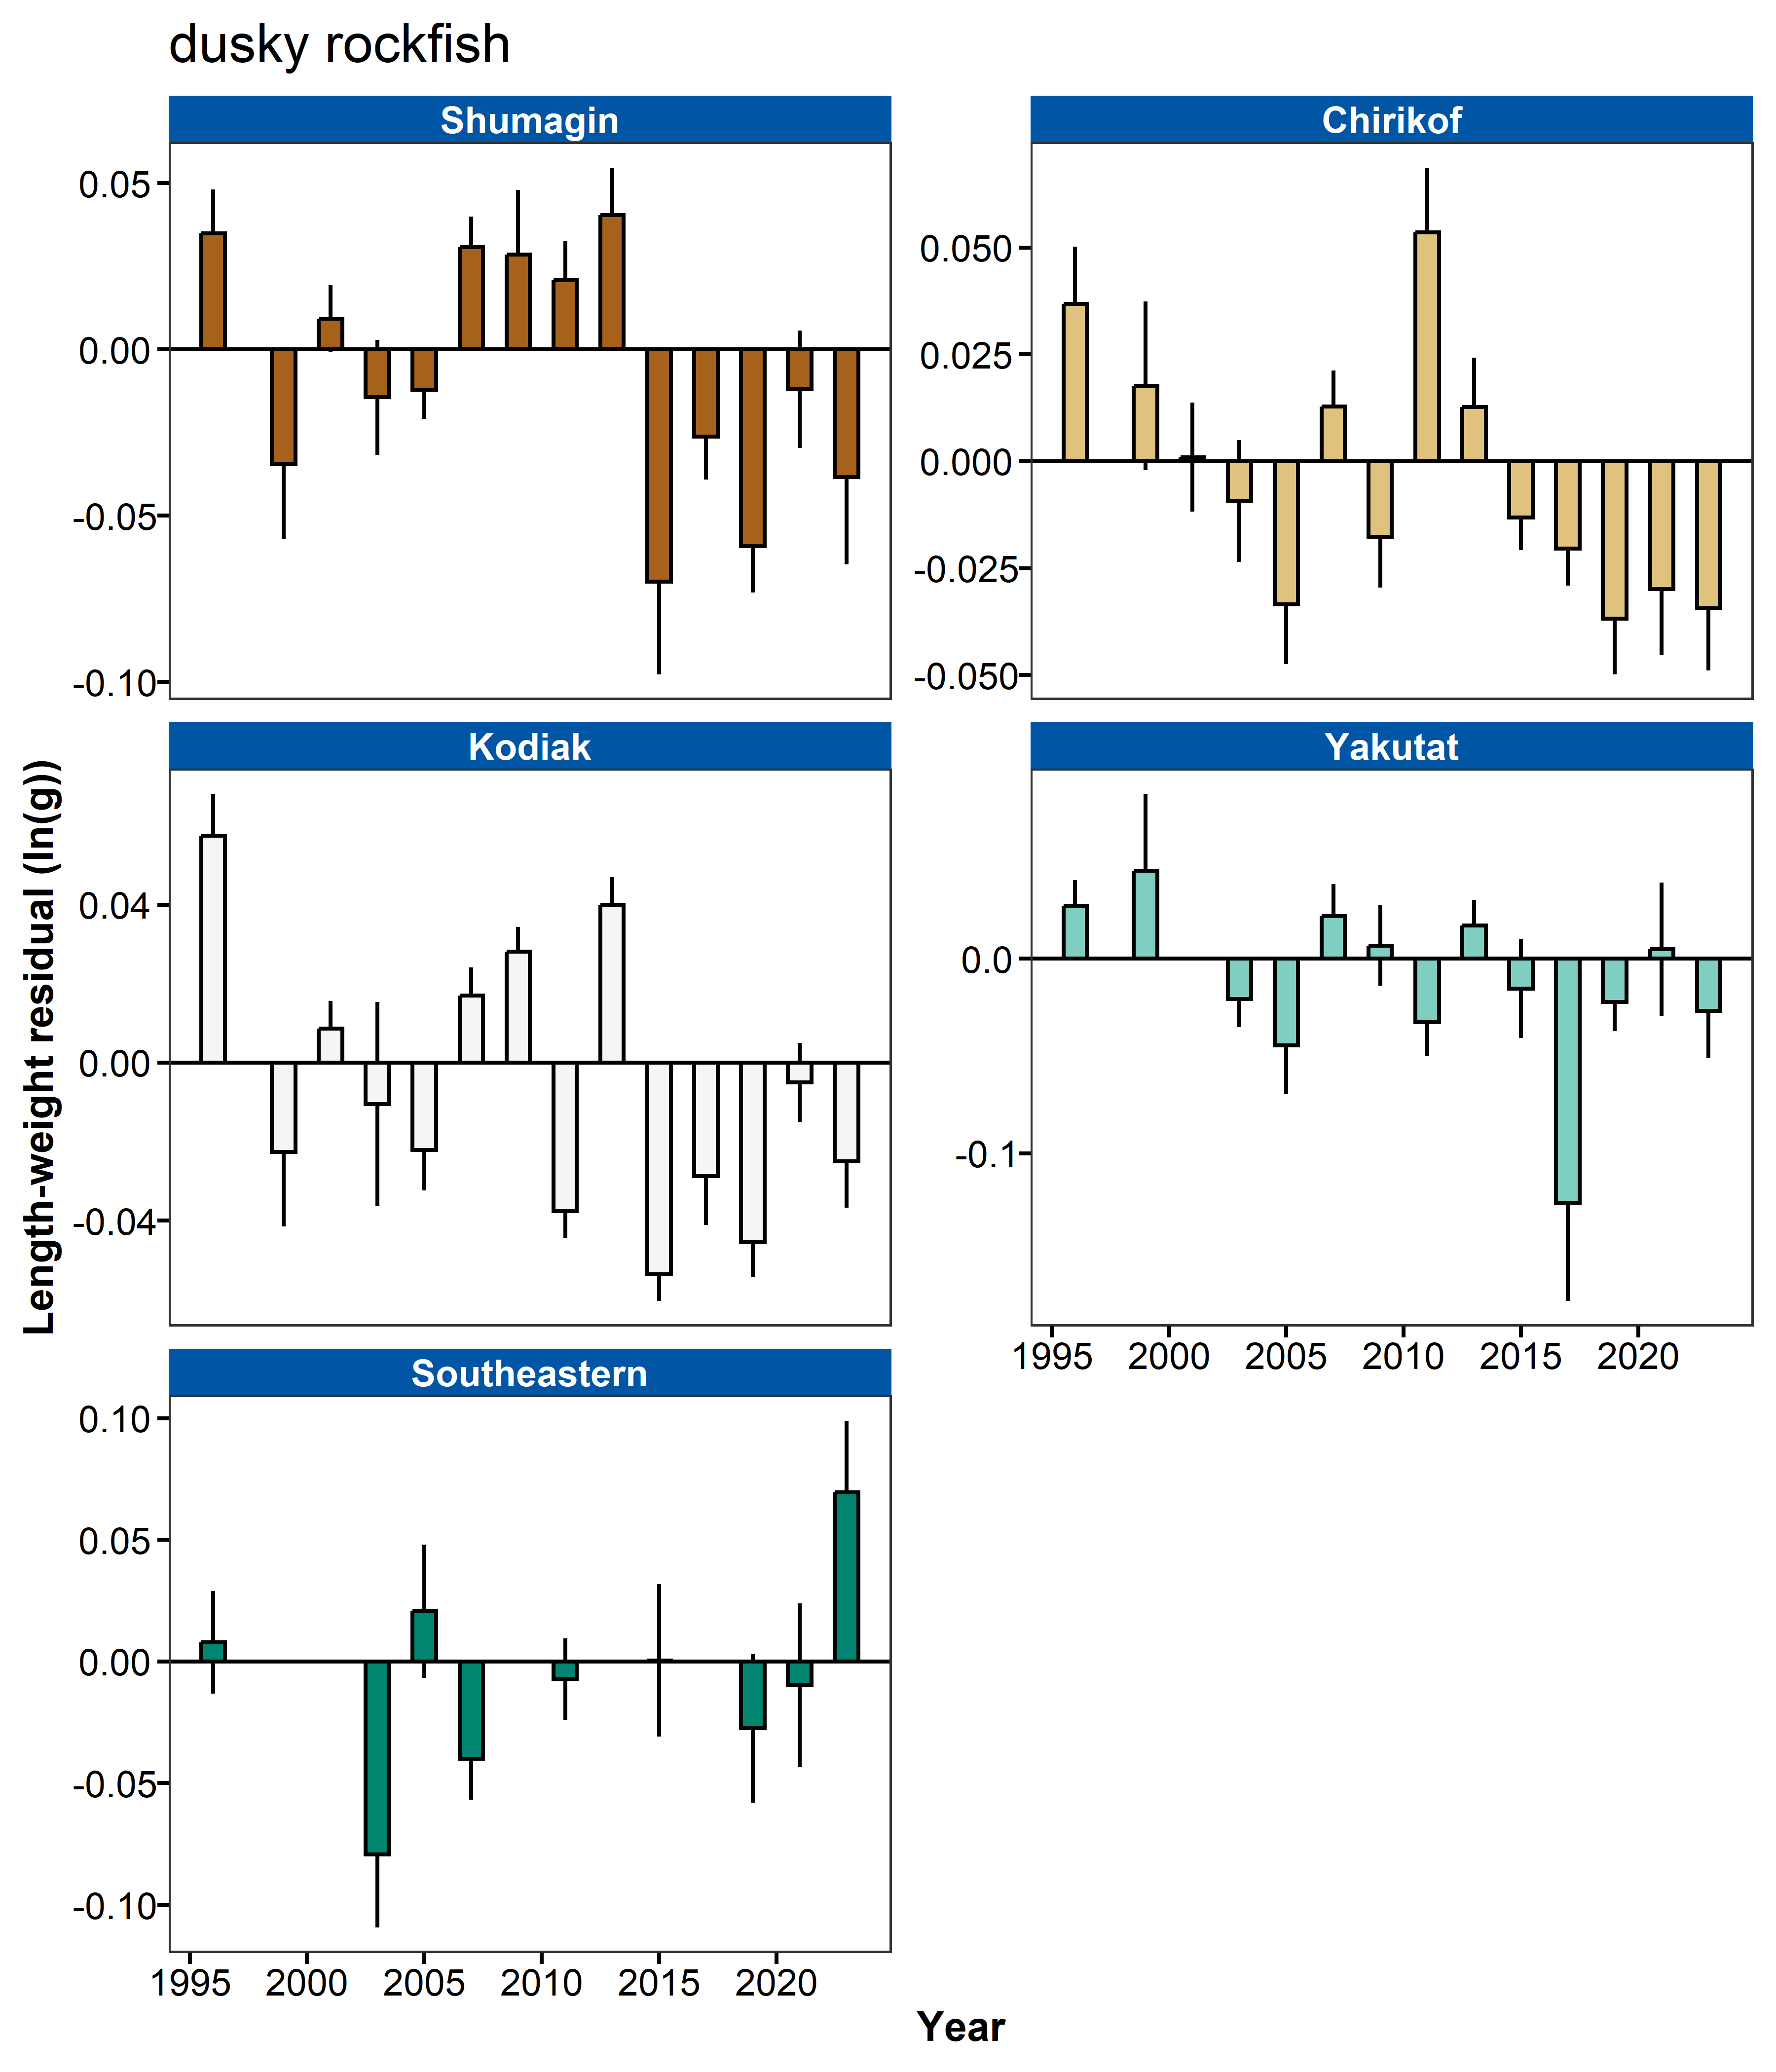 dusky rockfish
Shumagin
0.05
0.00
-0.05
-0.10
Chirikof
0.050
0.025
0.000
-0.025
-0.050
Length-weight residual (ln(g))
Kodiak
0.04
0.00
-0.04
Yakutat
0.0
-0.1
1995 2000 2005 2010 2015 2020
Southeastern
0.10
0.05
0.00
-0.05
-0.10
1995 2000 2005 2010 2015 2020
Year